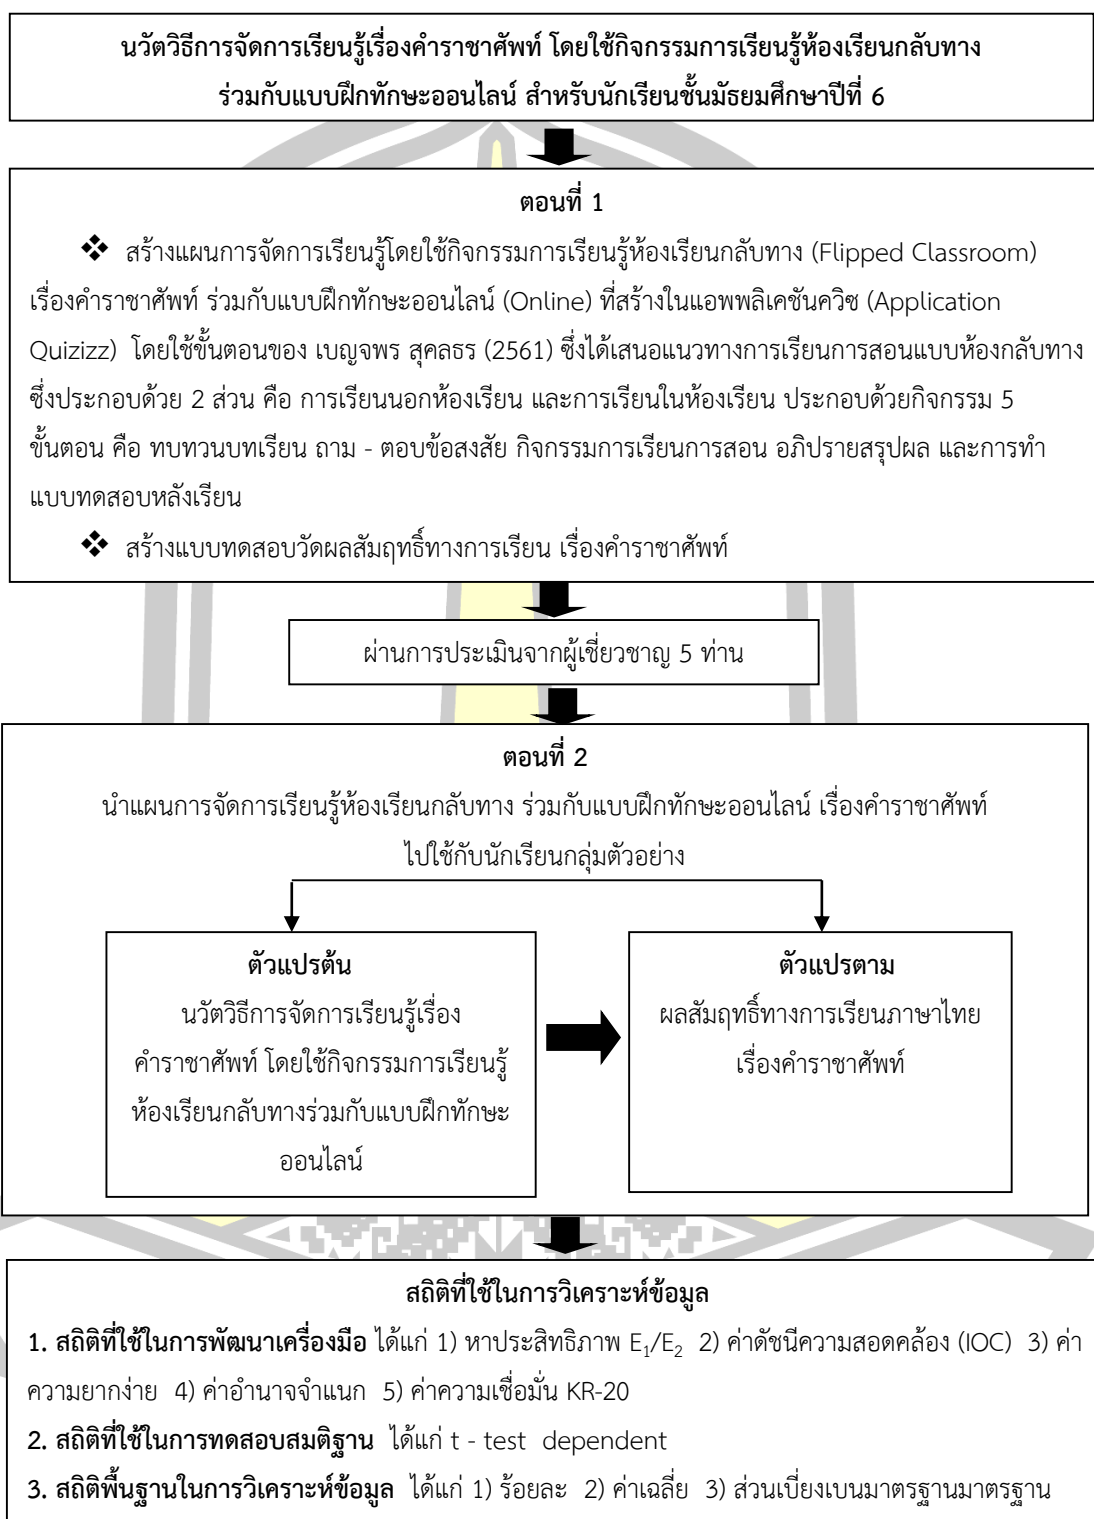 นวัตวิธีการจัดการเรียนรู้เรื่องคำราชาศัพท์ โดยใช้กิจกรรมการเรียนรู้ห้องเรียนกลับทาง
ร่วมกับแบบฝึกทักษะออนไลน์ สำหรับนักเรียนชั้นมัธยมศึกษาปีที่ 6
ตอนที่ 1
❖ สร้างแผนการจัดการเรียนรู้โดยใช้กิจกรรมการเรียนรู้ห้องเรียนกลับทาง (Flipped Classroom)
เรื่องคำราชาศัพท์ ร่วมกับแบบฝึกทักษะออนไลน์ (Online) ที่สร้างในแอพพลิเคชันควิซ (Application
Quizizz) โดยใช้ขั้นตอนของ เบญจพร สุคลธร (2561) ซึ่งได้เสนอแนวทางการเรียนการสอนแบบห้องกลับทาง
ซึ่งประกอบด้วย 2 ส่วน คือ การเรียนนอกห้องเรียน และการเรียนในห้องเรียน ประกอบด้วยกิจกรรม 5
ขั้นตอน คือ ทบทวนบทเรียน ถาม - ตอบข้อสงสัย กิจกรรมการเรียนการสอน อภิปรายสรุปผล และการทำ
แบบทดสอบหลังเรียน
❖ สร้างแบบทดสอบวัดผลสัมฤทธิ์ทางการเรียน เรื่องคำราชาศัพท์
ผ่านการประเมินจากผู้เชี่ยวชาญ 5 ท่าน
ตอนที่ 2
นำแผนการจัดการเรียนรู้ห้องเรียนกลับทาง ร่วมกับแบบฝึกทักษะออนไลน์ เรื่องคำราชาศัพท์
ไปใช้กับนักเรียนกลุ่มตัวอย่าง
ตัวแปรต้น
นวัตวิธีการจัดการเรียนรู้เรื่อง
คำราชาศัพท์ โดยใช้กิจกรรมการเรียนรู้
ห้องเรียนกลับทางร่วมกับแบบฝึกทักษะ
ออนไลน์
ตัวแปรตาม
ผลสัมฤทธิ์ทางการเรียนภาษาไทย
เรื่องคำราชาศัพท์
สถิติที่ใช้ในการวิเคราะห์ข้อมูล
1. สถิติที่ใช้ในการพัฒนาเครื่องมือ ได้แก่ 1) หาประสิทธิภาพ E₁/E₂ 2) ค่าดัชนีความสอดคล้อง (IOC) 3) ค่า
ความยากง่าย 4) ค่าอำนาจจำแนก 5) ค่าความเชื่อมั่น KR-20
2. สถิติที่ใช้ในการทดสอบสมติฐาน ได้แก่ t - test dependent
3. สถิติพื้นฐานในการวิเคราะห์ข้อมูล ได้แก่ 1) ร้อยละ 2) ค่าเฉลี่ย 3) ส่วนเบี่ยงเบนมาตรฐานมาตรฐาน